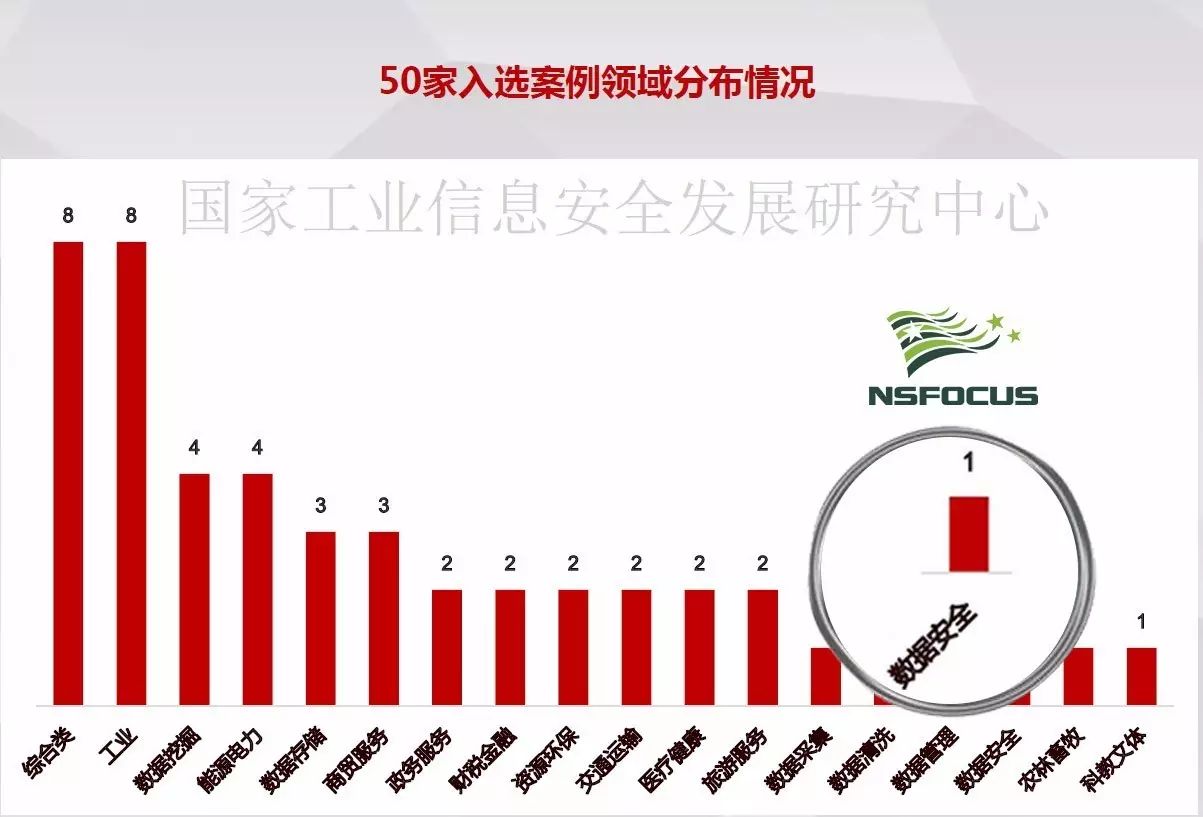 50家入选案例领域分布情况
国家工业信息安全发展研究中心
8
8
4
4
3
3
2
2
2
2
2
2
1
NSFOCUS
1
数据安全
综合类
工业
数据挖掘
能源电力
数据存储
商贸服务
政务服务
财税金融
资源环保
交通运输
医疗健康
旅游服务
数据采集
数据清洗
数据管理
数据安全
农林畜牧
科教文体